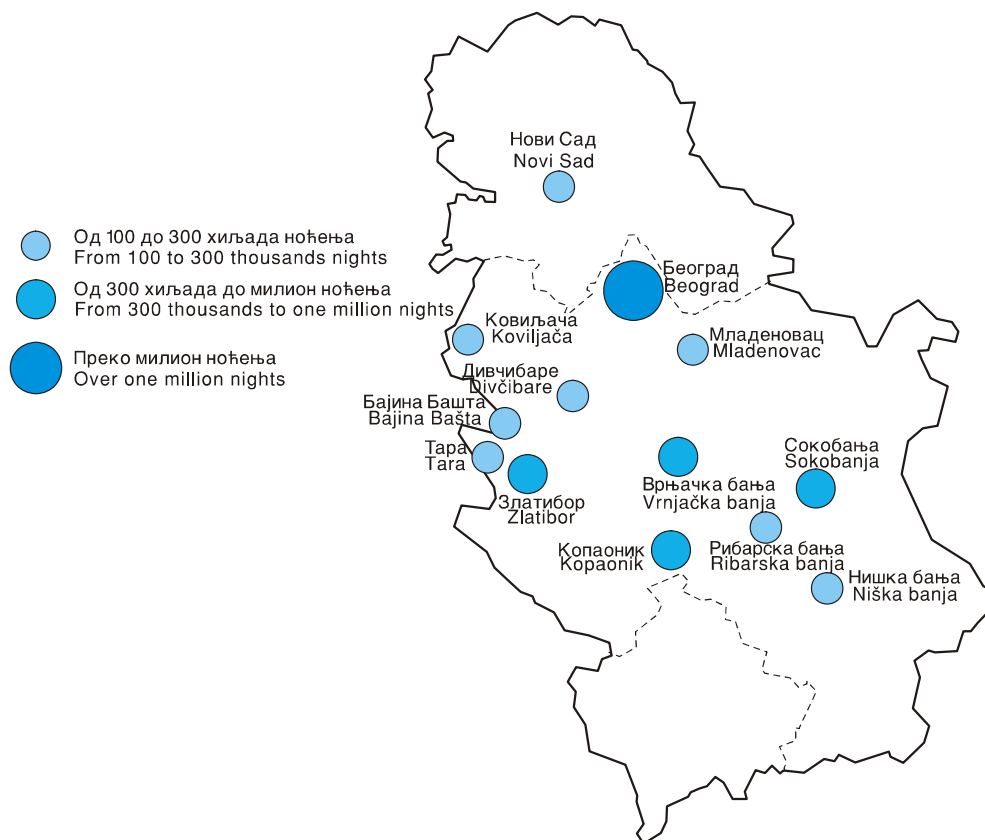 Нови Сад
Novi Sad
Од 100 до 300 хиљада ноћења
From 100 to 300 thousands nights
Од 300 хиљада до милион ноћења
From 300 thousands to one million nights
Преко милион ноћења
Over one million nights
Београд
Beograd
Ковиљача
Koviljača
Младеновац
Mladenovac
Дивчибаре
Divčibare
Бајина Башта
Bajina Bašta
Тара
Tara
Златибор
Zlatibor
Врњачка бања
Vrnjačka banja
Сокобања
Sokobanja
Копаоник
Kopaonik
Рибарска бања
Ribarska banja
Нишка бања
Niška banja